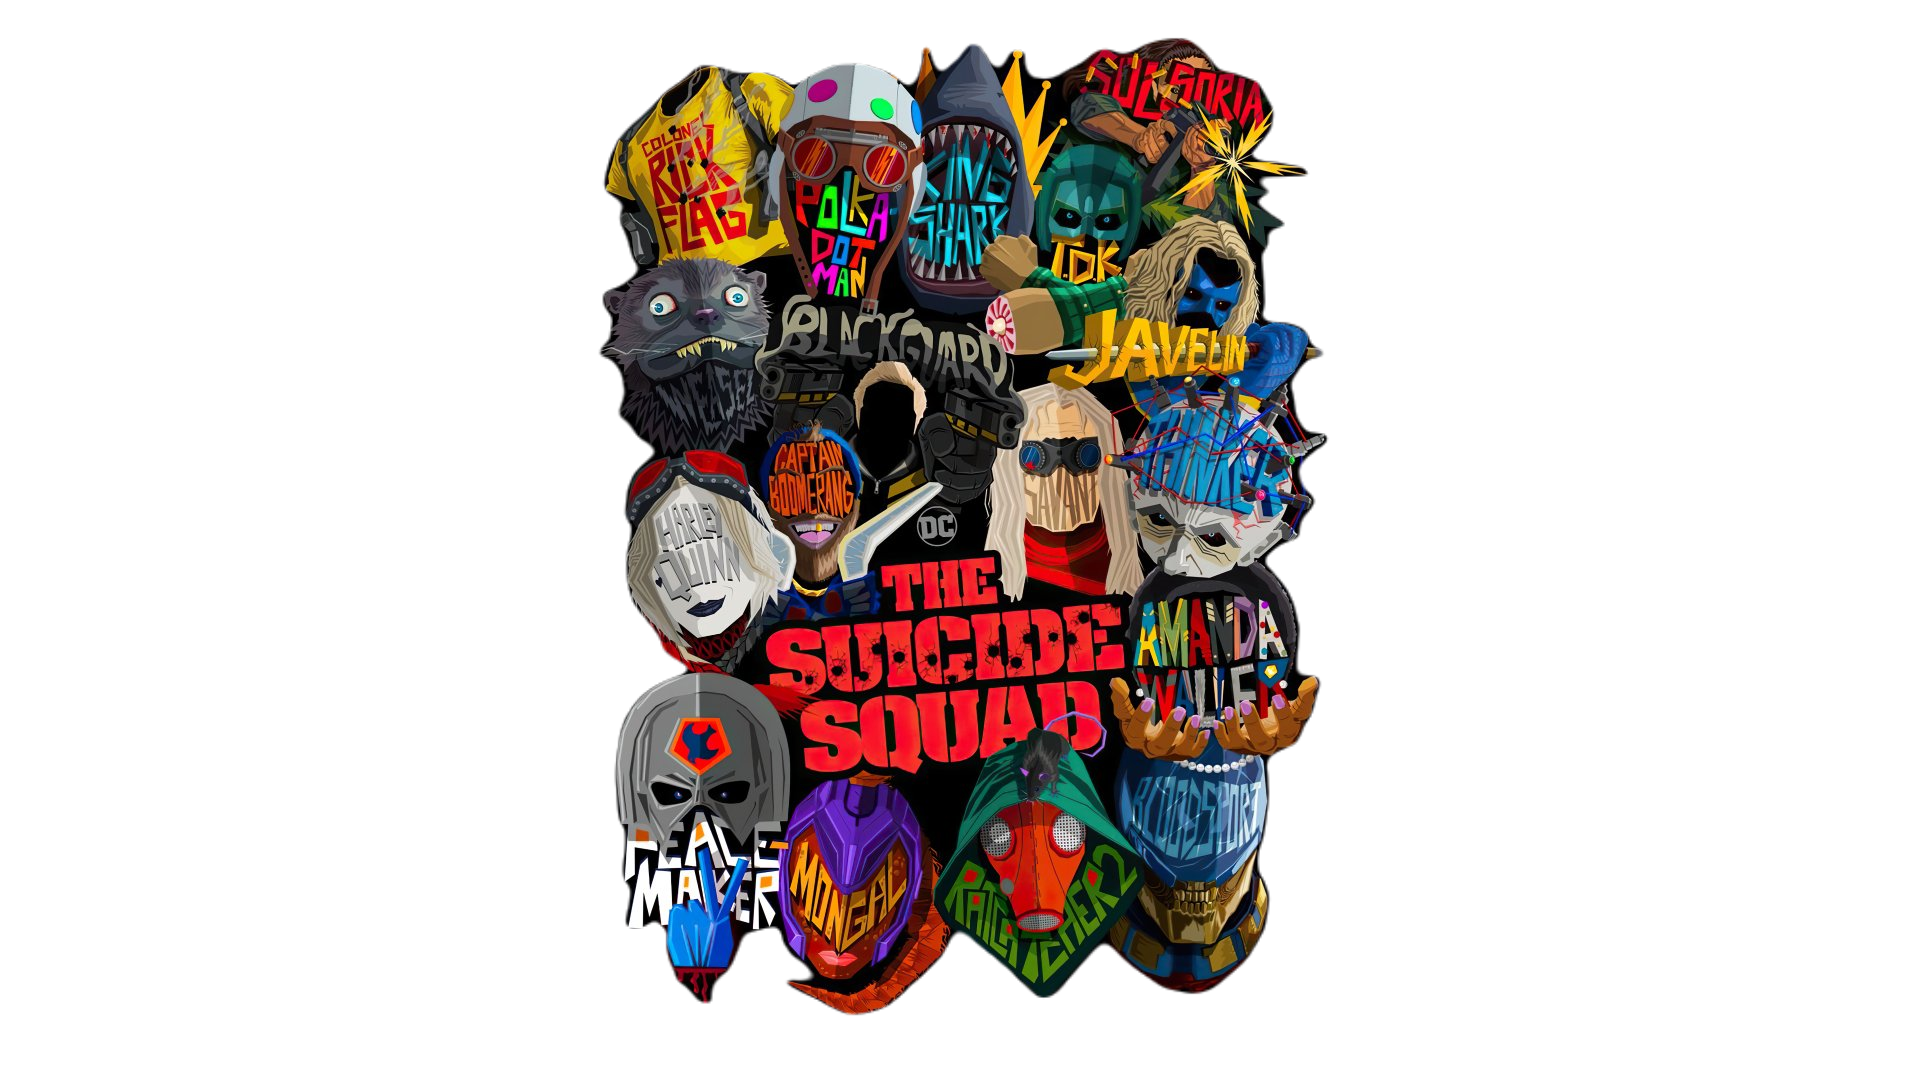 COLONEL
RICK
FLAG
POLKA
DOT
MAN
KING
SHARK
SOL SORIA
T.D.K
WEASEL
BLACKGUARD
JAVELIN
CAPTAIN
BOOMERANG
SAVANT
THINKER
HARLEY
QUINN
DC
THE
SUICIDE
SQUAD
AMANDA
WALLER
PEACE
MAKER
MONGAL
RATCATCHER 2
BLOODSPORT